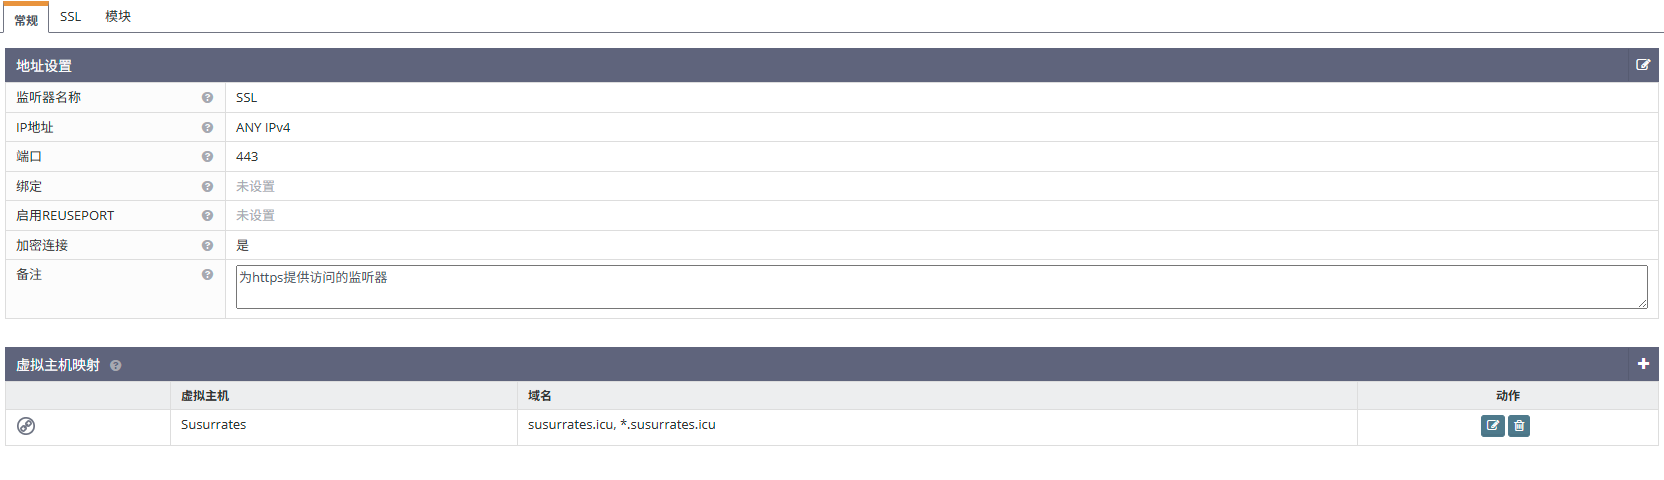 常规 SSL 模块
地址设置
监听器名称 SSL
IP地址 ANY IPv4
端口 443
绑定 未设置
启用REUSEPORT 未设置
加密连接 是
备注 为https提供访问的监听器
虚拟主机映射
虚拟主机 域名 动作
Susurrates susurrates.icu, *.susurrates.icu